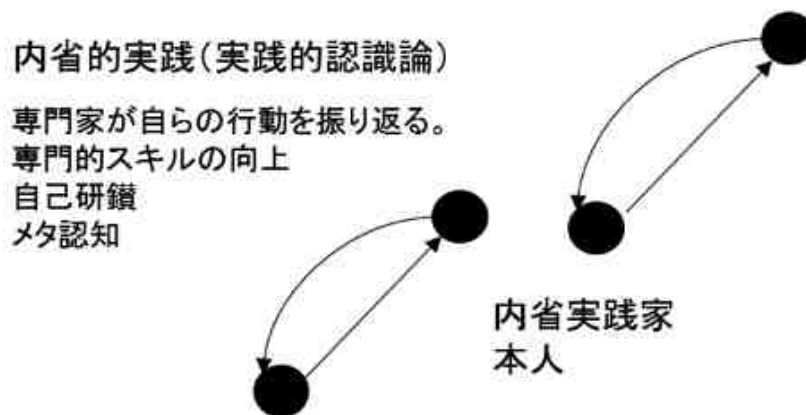 内省的実践(実践的認識論)
専門家が自らの行動を振り返る。
専門的スキルの向上
自己研鑚
メタ認知
内省実践家
本人